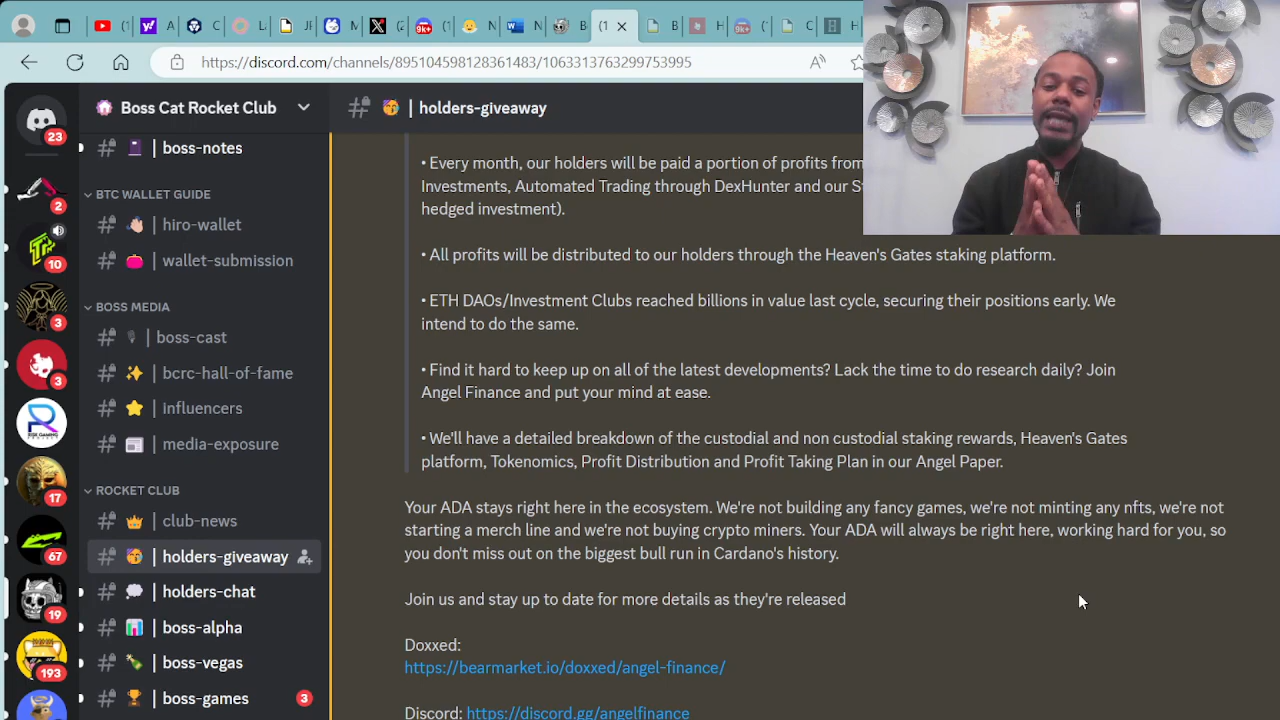 https://discord.com/channels/895104598128361483/1063313763299753995
23
2
10
3
3
17
67
19
193
Boss Cat Rocket Club
boss-notes
BTC WALLET GUIDE
hiro-wallet
wallet-submission
BOSS MEDIA
boss-cast
bcrc-hall-of-fame
influencers
media-exposure
ROCKET CLUB
club-news
holders-giveaway
holders-chat
boss-alpha
boss-vegas
boss-games 3
| holders-giveaway
• Every month, our holders will be paid a portion of profits from
Investments, Automated Trading through DexHunter and our
hedged investment).
• All profits will be distributed to our holders through the Heaven's Gates staking platform.
• ETH DAOs/Investment Clubs reached billions in value last cycle, securing their positions early. We
intend to do the same.
• Find it hard to keep up on all of the latest developments? Lack the time to do research daily? Join
Angel Finance and put your mind at ease.
• We'll have a detailed breakdown of the custodial and non custodial staking rewards, Heaven's Gates
platform, Tokenomics, Profit Distribution and Profit Taking Plan in our Angel Paper.
Your ADA stays right here in the ecosystem. We're not building any fancy games, we're not minting any nfts, we're not
starting a merch line and we're not buying crypto miners. Your ADA will always be right here, working hard for you, so
you don't miss out on the biggest bull run in Cardano's history.
Join us and stay up to date for more details as they're released
Doxxed:
https://bearmarket.io/doxxed/angel-finance/
Discord: https://discord.gg/angelfinance